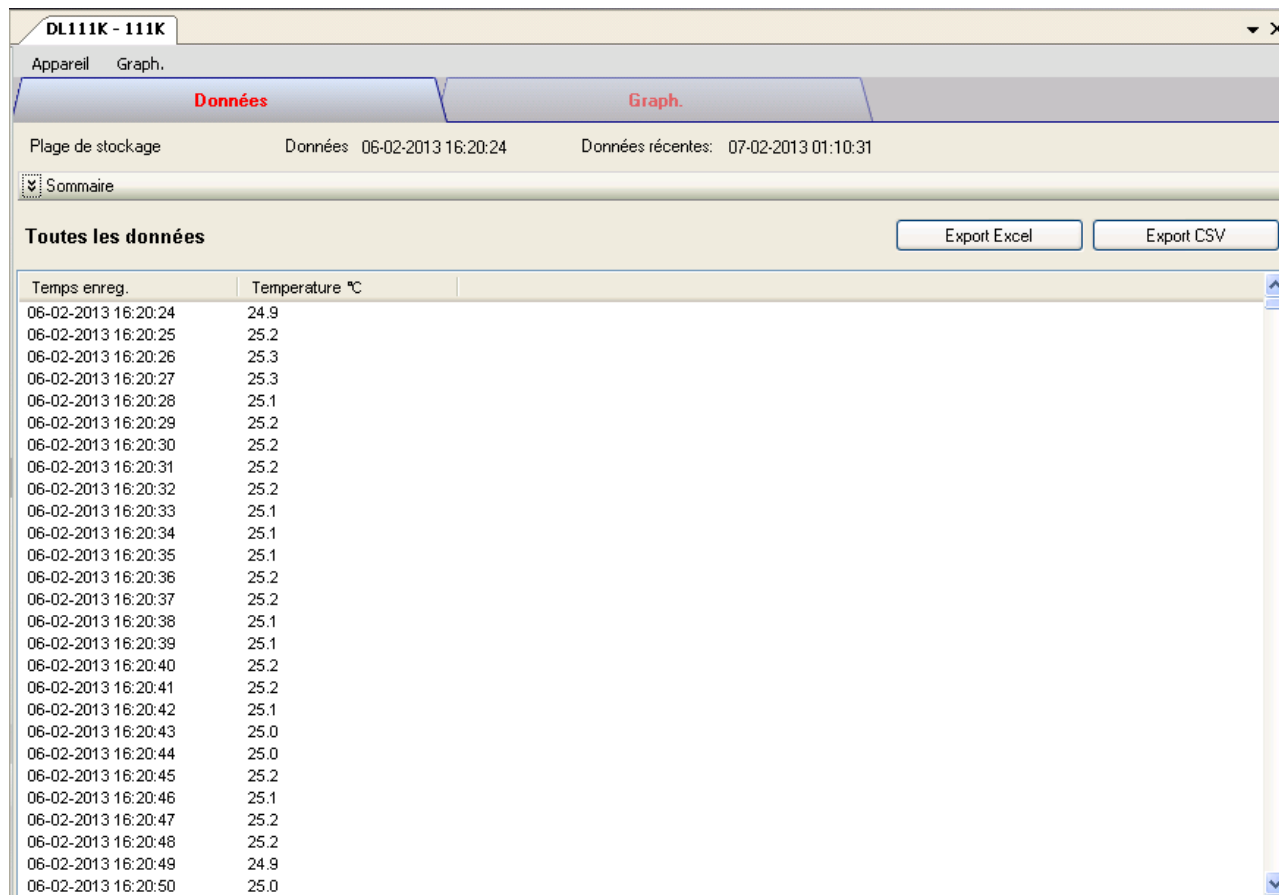 DL111K - 111K
Appareil Graph.
Données Graph.
Plage de stockage Données 06-02-2013 16:20:24 Données récentes: 07-02-2013 01:10:31
Sommaire
Toutes les données Export Excel Export CSV
Temps enreg. Temperature °C
06-02-2013 16:20:24 24.9
06-02-2013 16:20:25 25.2
06-02-2013 16:20:26 25.3
06-02-2013 16:20:27 25.3
06-02-2013 16:20:28 25.1
06-02-2013 16:20:29 25.2
06-02-2013 16:20:30 25.2
06-02-2013 16:20:31 25.2
06-02-2013 16:20:32 25.2
06-02-2013 16:20:33 25.1
06-02-2013 16:20:34 25.1
06-02-2013 16:20:35 25.1
06-02-2013 16:20:36 25.2
06-02-2013 16:20:37 25.2
06-02-2013 16:20:38 25.1
06-02-2013 16:20:39 25.1
06-02-2013 16:20:40 25.2
06-02-2013 16:20:41 25.2
06-02-2013 16:20:42 25.1
06-02-2013 16:20:43 25.0
06-02-2013 16:20:44 25.0
06-02-2013 16:20:45 25.2
06-02-2013 16:20:46 25.1
06-02-2013 16:20:47 25.2
06-02-2013 16:20:48 25.2
06-02-2013 16:20:49 24.9
06-02-2013 16:20:50 25.0